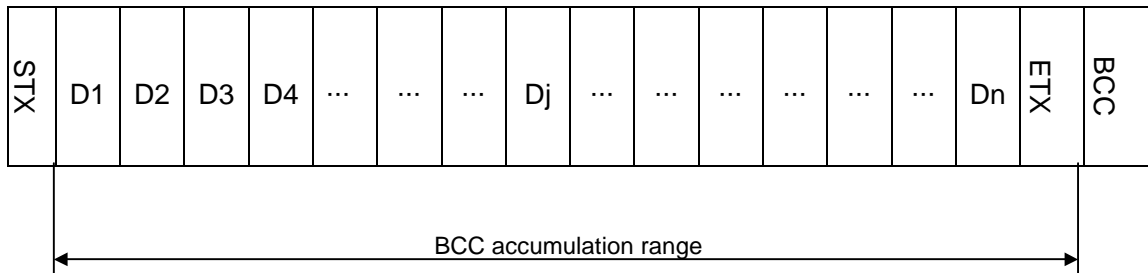 STX D1 D2 D3 D4 ... ... ... Dj ... ... ... ... ... ... Dn ETX BCC
BCC accumulation range